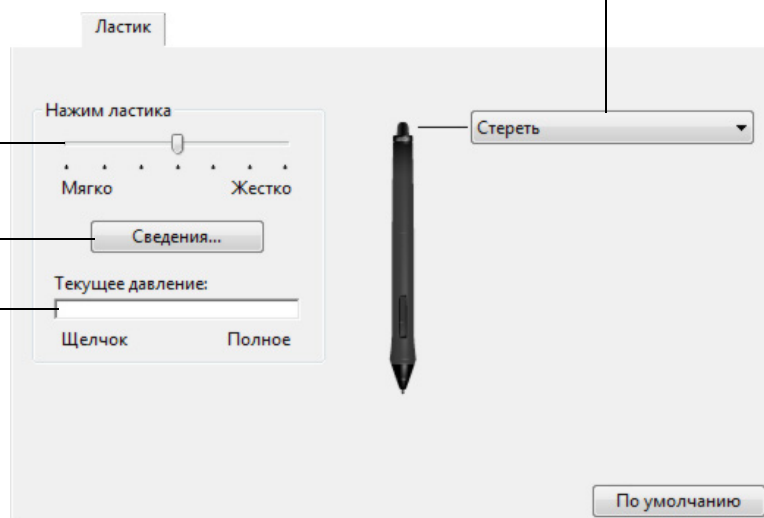 Ластик
Нажим ластика
Стереть
Мягко Жестко
Сведения...
Текущее давление:
Щелчок Полное
По умолчанию